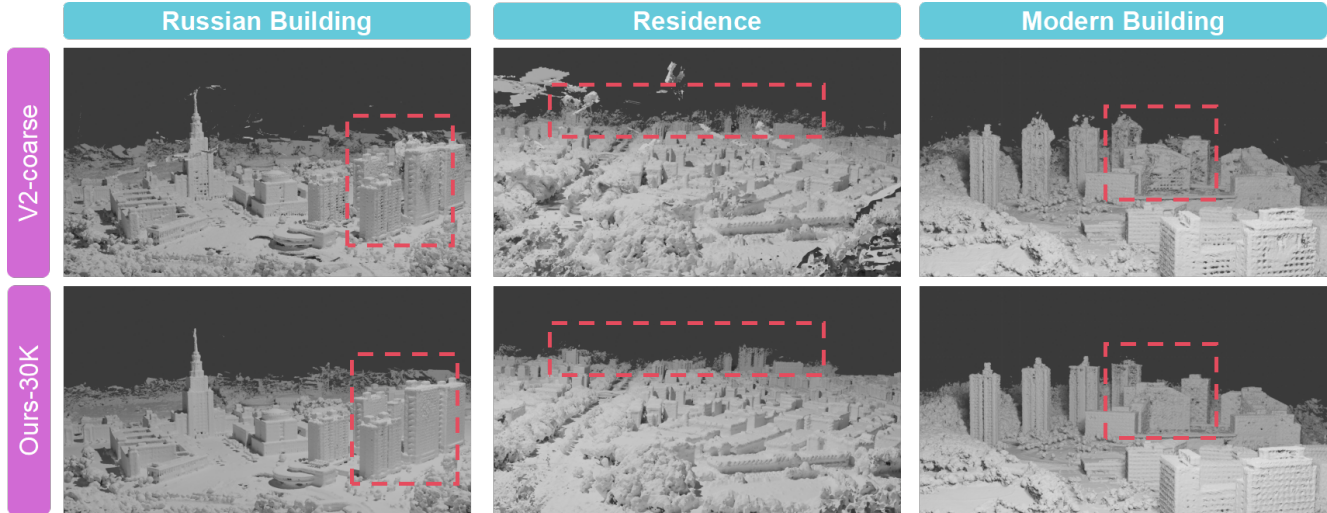 Russian Building
Residence
Modern Building
V2-coarse
Ours-30K